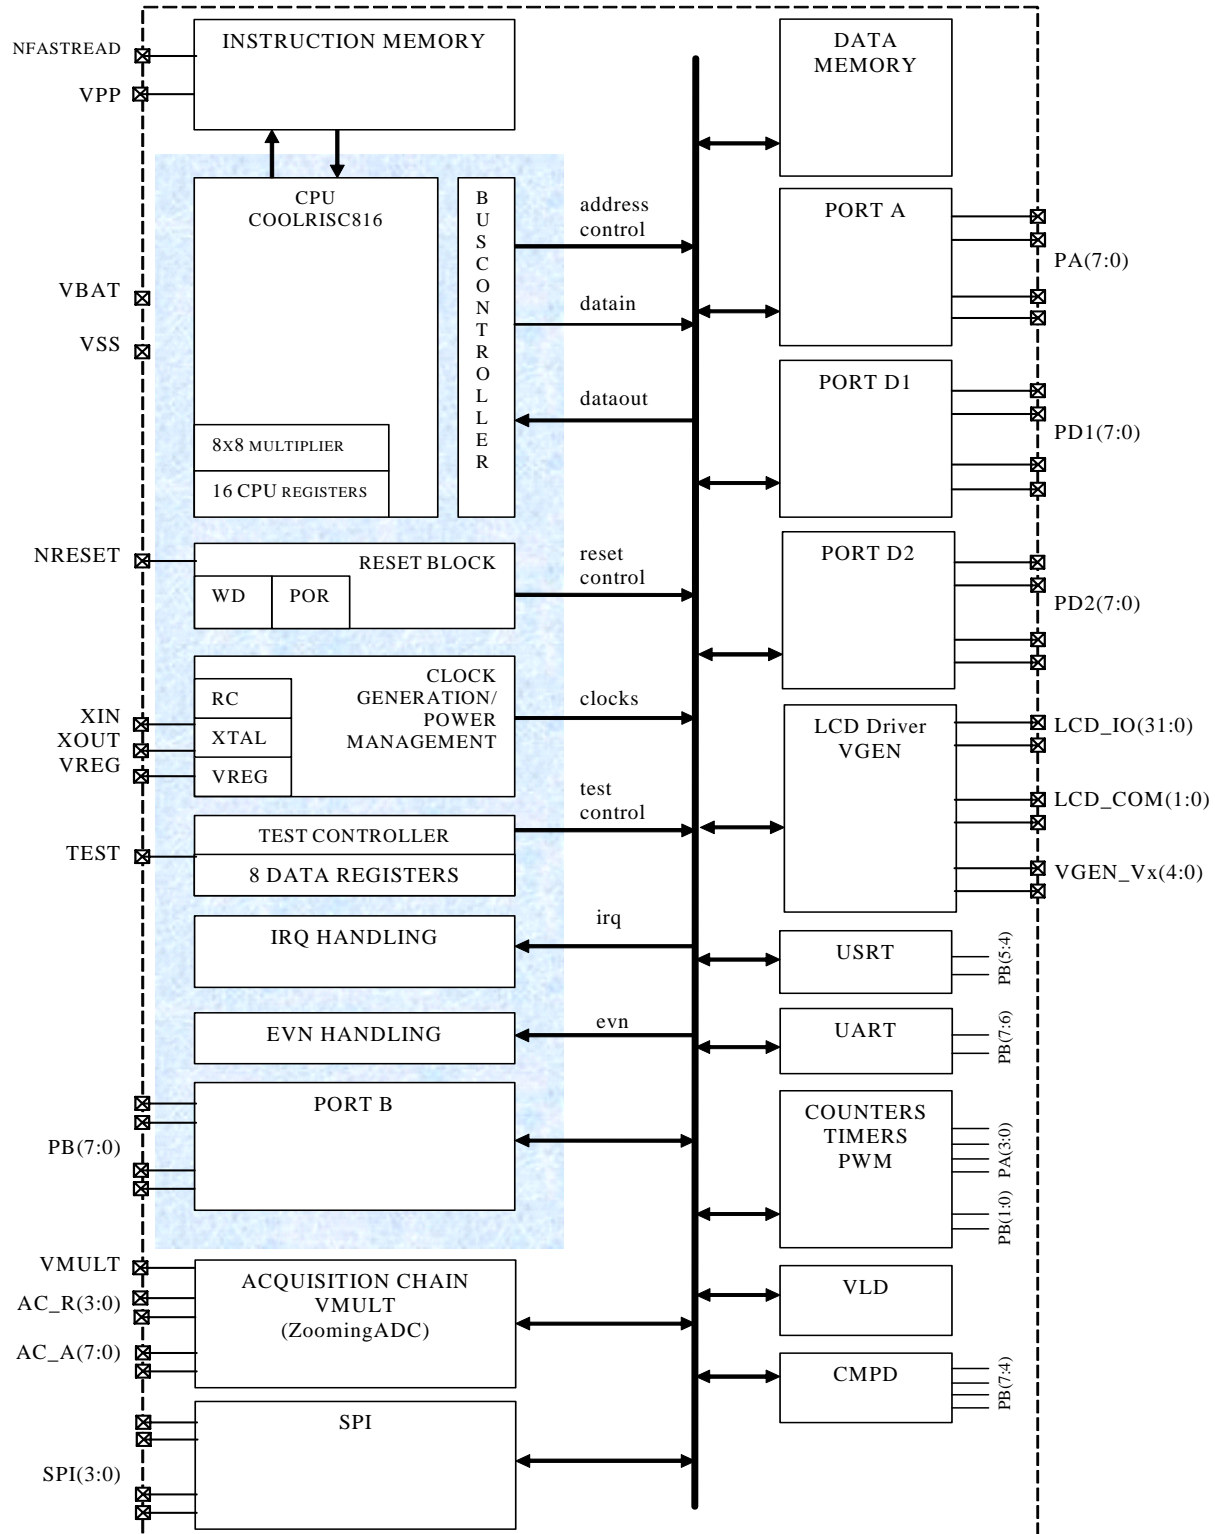 NFASTREAD
VPP
INSTRUCTION MEMORY
CPU
COOLRISC816
8X8 MULTIPLIER
16 CPU REGISTERS
B
U
S
C
O
N
T
R
O
L
L
E
R
address
control
datain
dataout
VBAT
VSS
NRESET
RESET BLOCK
WD
POR
reset
control
XIN
XOUT
VREG
RC
XTAL
VREG
CLOCK
GENERATION/
POWER
MANAGEMENT
clocks
TEST
TEST CONTROLLER
8 DATA REGISTERS
test
control
IRQ HANDLING
irq
EVN HANDLING
evn
PB(7:0)
PORT B
VMULT
AC_R(3:0)
AC_A(7:0)
ACQUISITION CHAIN
VMULT
(ZoomingADC)
SPI(3:0)
SPI
DATA
MEMORY
PORT A
PA(7:0)
PORT D1
PD1(7:0)
PORT D2
PD2(7:0)
LCD Driver
VGEN
LCD_IO(31:0)
LCD_COM(1:0)
VGEN_Vx(4:0)
USRT
PB(5:4)
UART
PB(7:6)
COUNTERS
TIMERS
PWM
PA(3:0)
PB(1:0)
VLD
CMPD
PB(7:4)